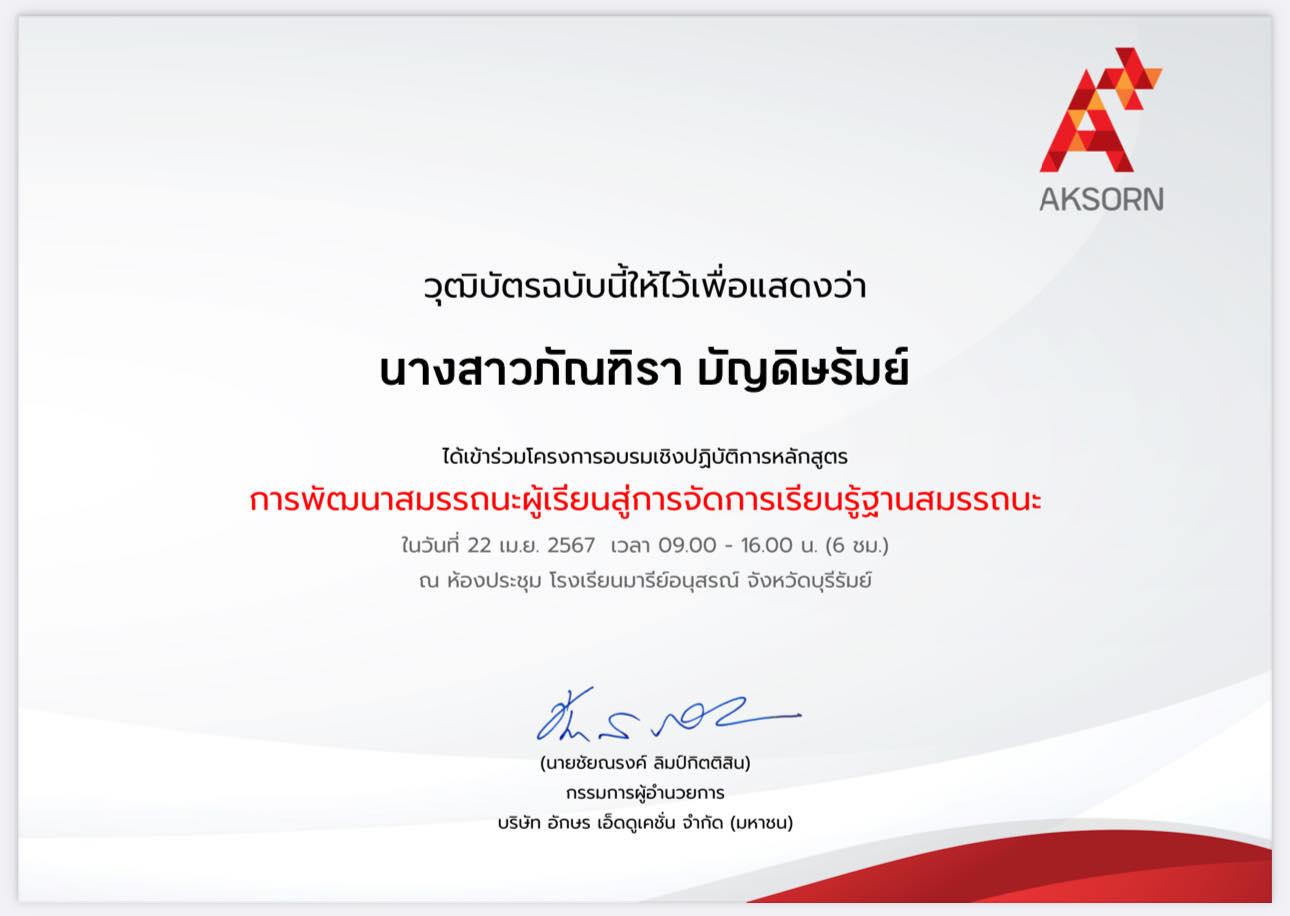 AKSORN
วุฒิบัตรฉบับนี้ให้ไว้เพื่อแสดงว่า
นางสาวภัณฑิรา บัญดิษรัมย์
ได้เข้าร่วมโครงการอบรมเชิงปฏิบัติการหลักสูตร
การพัฒนาสมรรถนะผู้เรียนสู่การจัดการเรียนรู้ฐานสมรรถนะ
ในวันที่ 22 เม.ย. 2567 เวลา 09.00 - 16.00 น. (6 ชม.)
ณ ห้องประชุม โรงเรียนมารีย์อนุสรณ์ จังหวัดบุรีรัมย์
(นายชัยณรงค์ ลิมป์กิตติสิน)
กรรมการผู้อำนวยการ
บริษัท อักษร เอ็ดดูเคชั่น จำกัด (มหาชน)